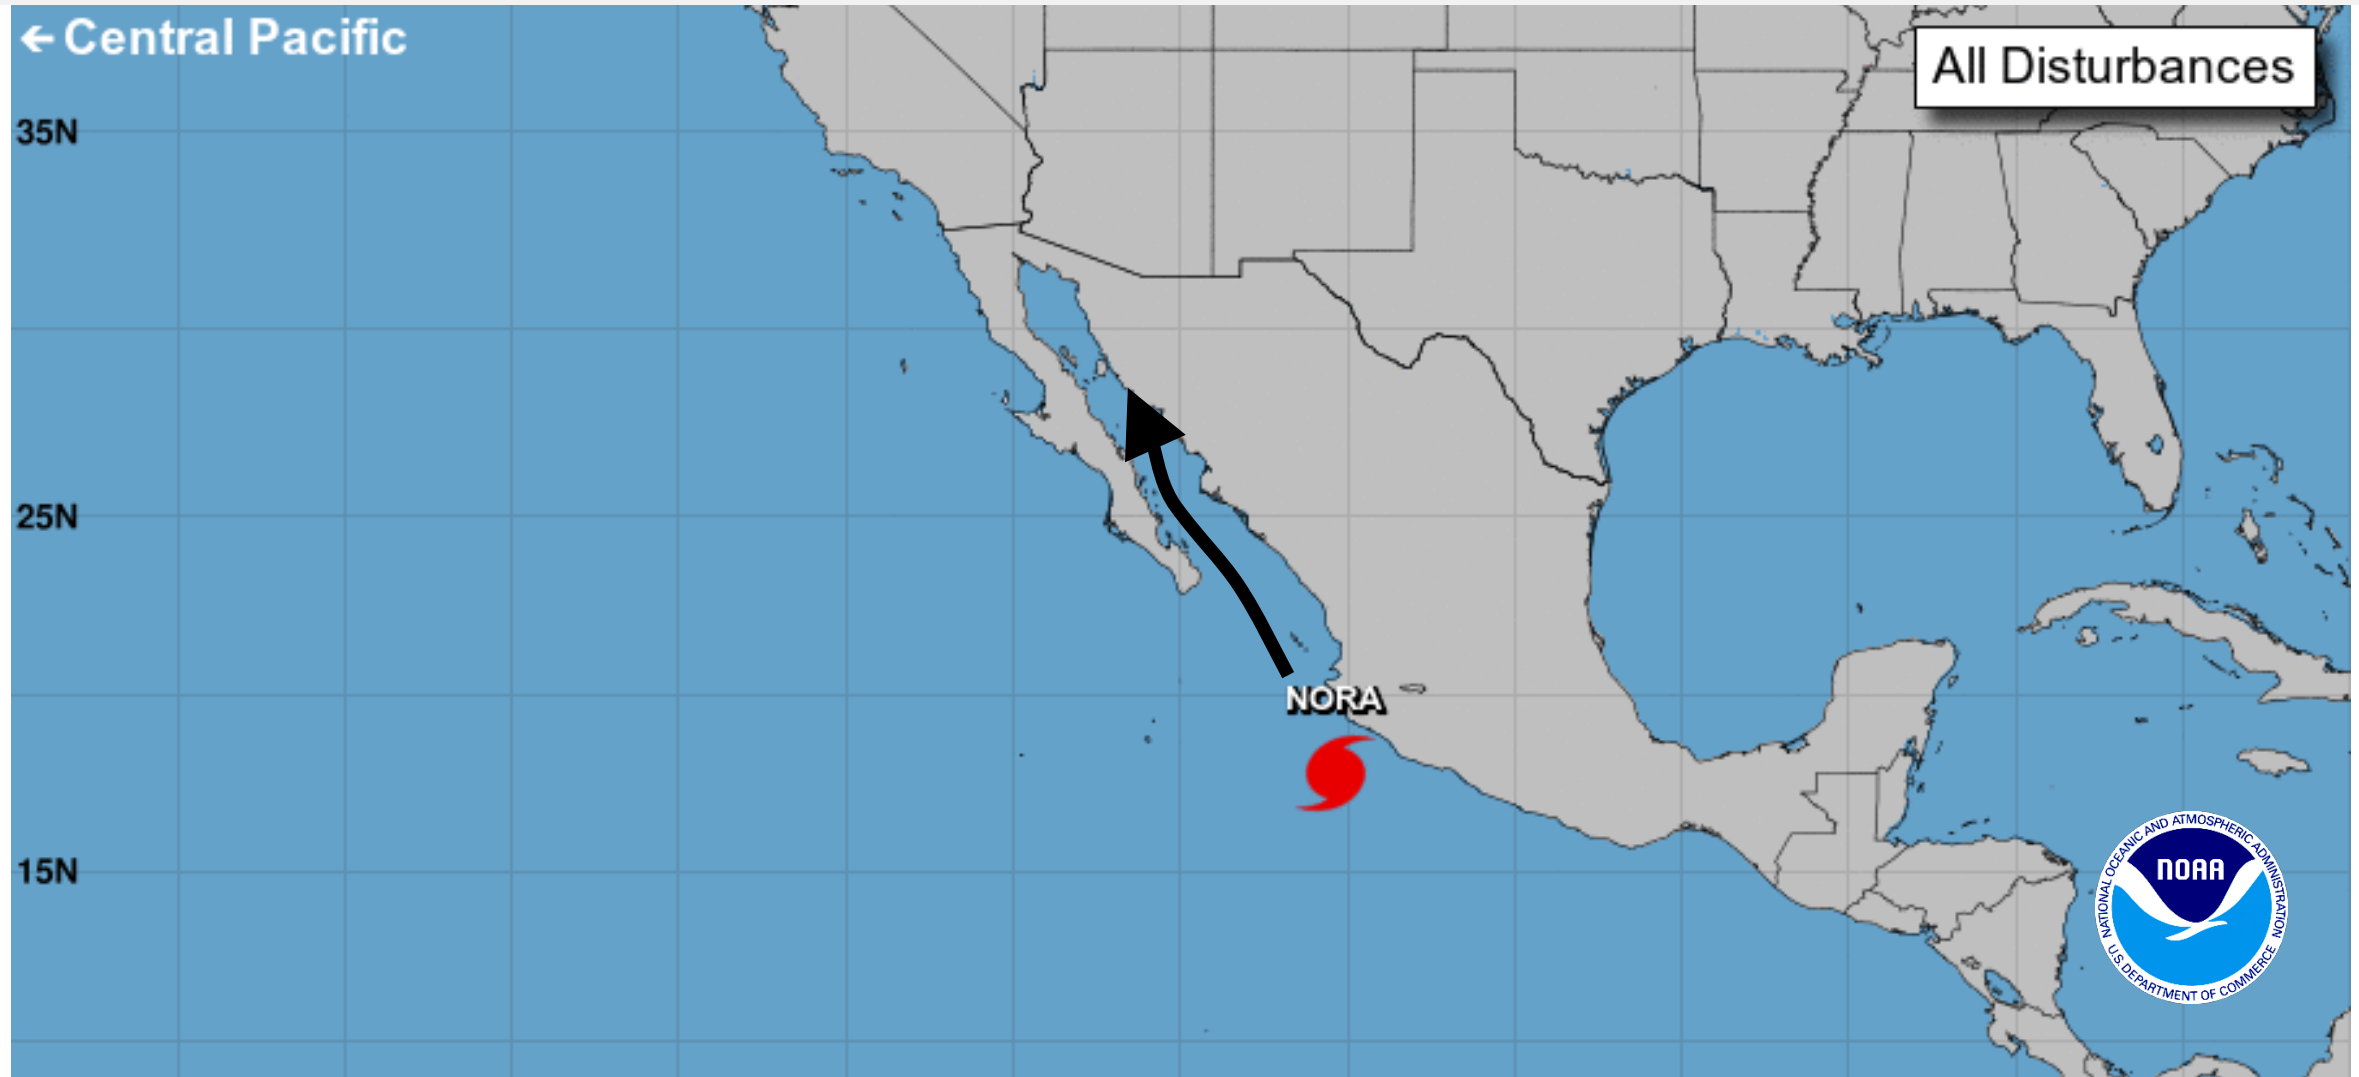 ← Central Pacific
All Disturbances
35N
25N
NORA
15N
NATIONAL OCEANIC AND ATMOSPHERIC ADMINISTRATION
NOAA
U.S. DEPARTMENT OF COMMERCE